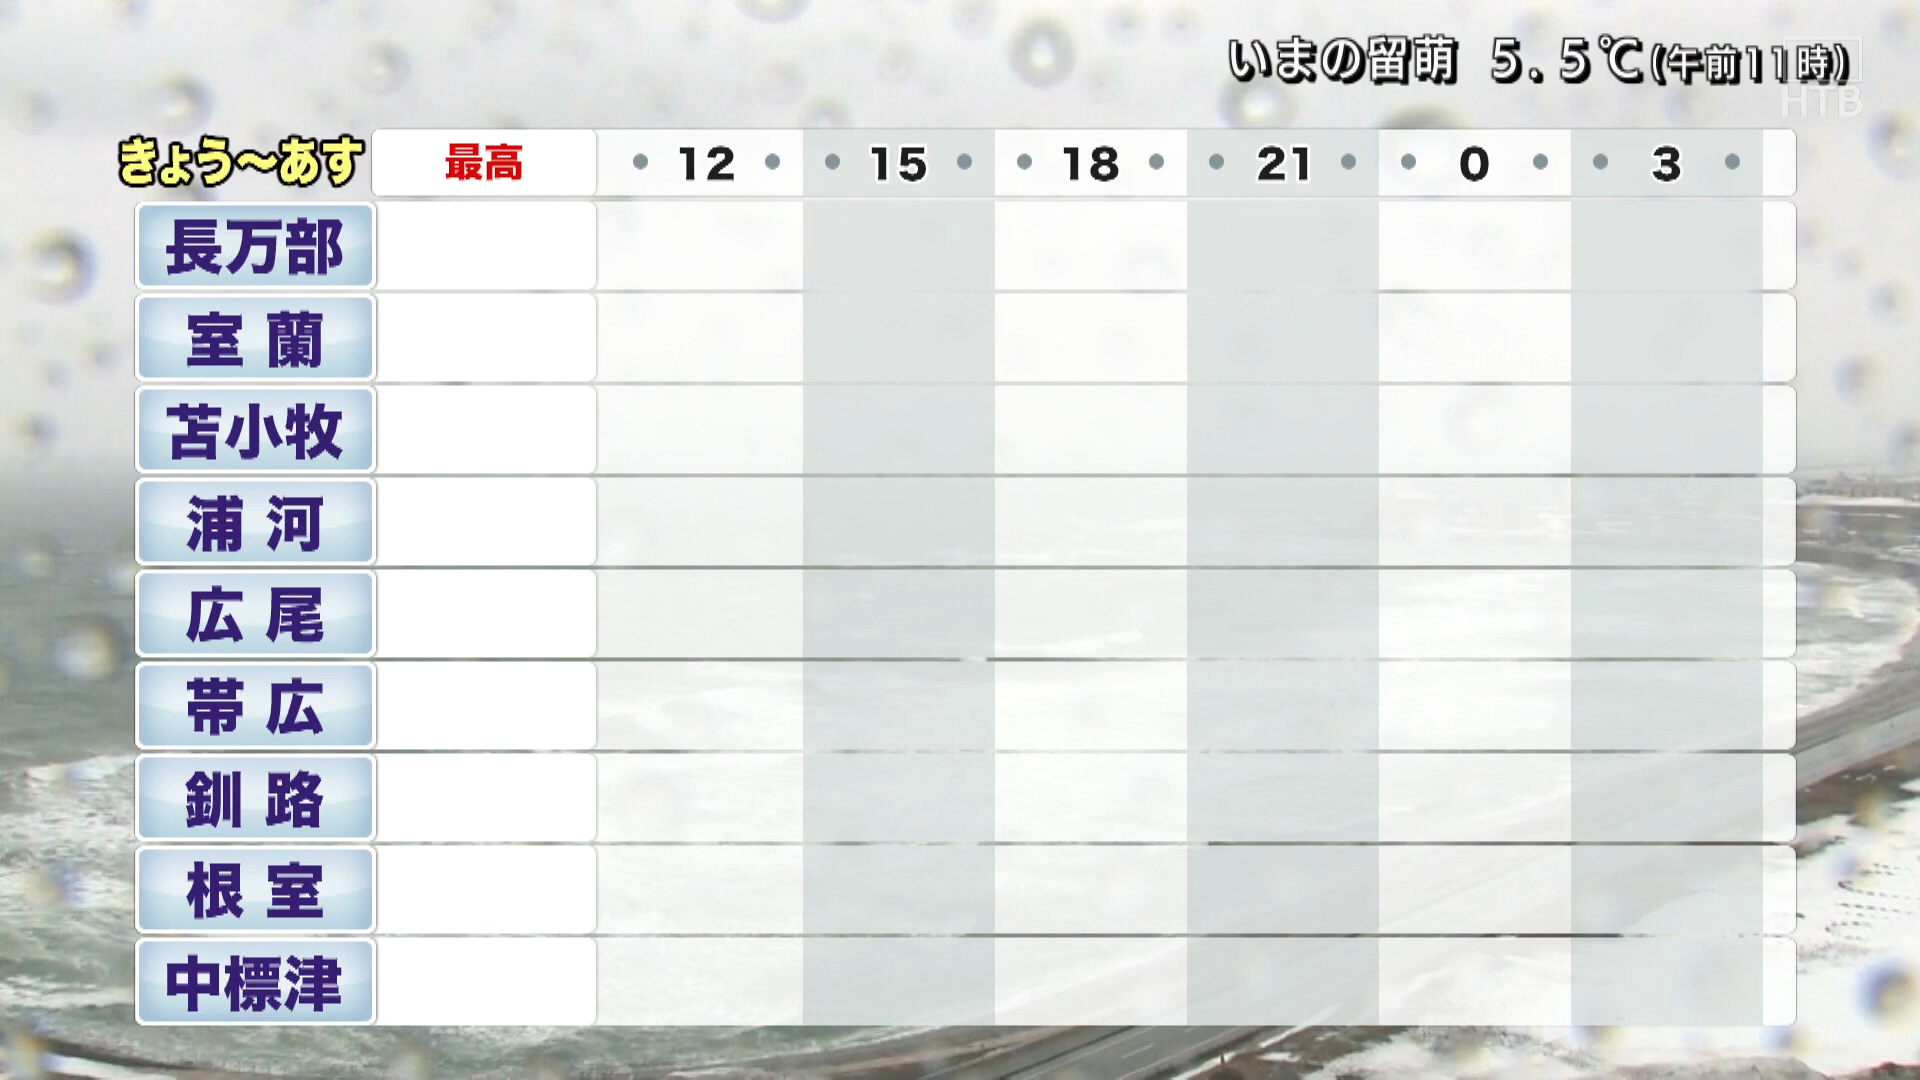 いまの留萌 5.5℃(午前11時)
HTB
きょう～あす 最高 • 12 • • 15 • • 18 • • 21 • • 0 • • 3 •
長万部
室蘭
苫小牧
浦河
広尾
帯広
釧路
根室
中標津